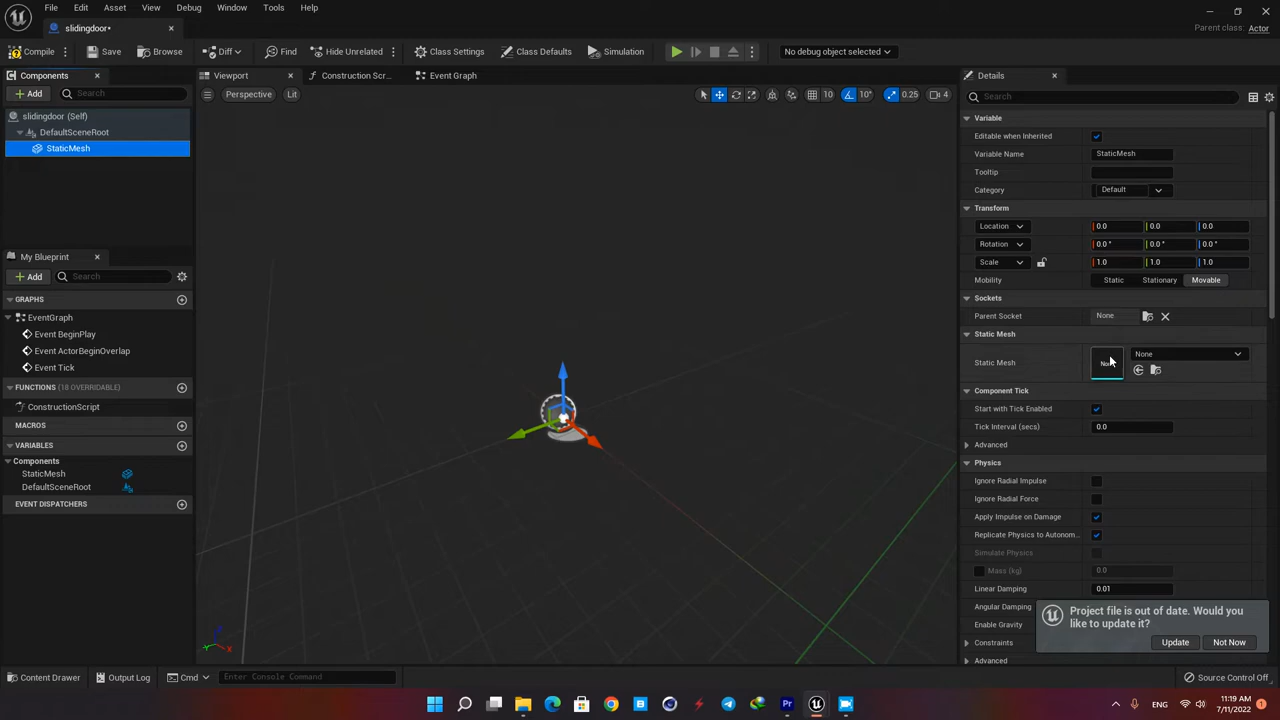 File Edit Asset View Debug Window Tools Help
slidingdoor•
Parent class: Actor
Compile Save Browse Diff Find Hide Unrelated Class Settings Class Defaults Simulation No debug object selected
Components
Add Search
slidingdoor (Self)
DefaultSceneRoot
StaticMesh
My Blueprint
Add Search
GRAPHS
EventGraph
Event BeginPlay
Event ActorBeginOverlap
Event Tick
FUNCTIONS (18 OVERRIDABLE)
ConstructionScript
MACROS
VARIABLES
Components
StaticMesh
DefaultSceneRoot
EVENT DISPATCHERS
Viewport Construction Scr... Event Graph
Perspective Lit
10 10° 0.25 4
Details
Search
Variable
Editable when Inherited
Variable Name StaticMesh
Tooltip
Category Default
Transform
Location 0.0 0.0 0.0
Rotation 0.0 ° 0.0 ° 0.0 °
Scale 1.0 1.0 1.0
Mobility Static Stationary Movable
Sockets
Parent Socket None
Static Mesh
Static Mesh None
Component Tick
Start with Tick Enabled
Tick Interval (secs) 0.0
Advanced
Physics
Ignore Radial Impulse
Ignore Radial Force
Apply Impulse on Damage
Replicate Physics to Autonom...
Simulate Physics
Mass (kg) 0.0
Linear Damping 0.01
Angular Damping
Enable Gravity
Constraints
Advanced
Project file is out of date. Would you
like to update it?
Update Not Now
Content Drawer Output Log Cmd Enter Console Command Source Control Off
ENG
11:19 AM
7/11/2022